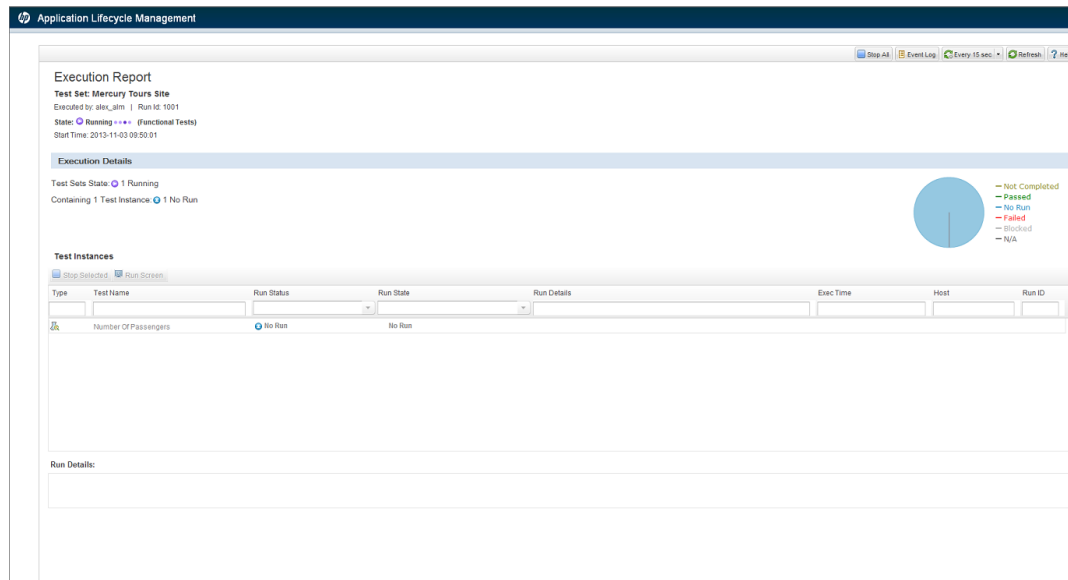 hp Application Lifecycle Management
Stop All Event Log Every 15 sec Refresh ? He
Execution Report
Test Set: Mercury Tours Site
Executed by: alex_alm | Run Id: 1001
State: Running (Functional Tests)
Start Time: 2013-11-03 09:50:01
Execution Details
Test Sets State: 1 Running
Containing 1 Test Instance: 1 No Run
Not Completed
Passed
No Run
Failed
Blocked
N/A
Test Instances
Stop Selected Run Screen
Type Test Name Run Status Run State Run Details Exec Time Host Run ID
Number Of Passengers No Run No Run
Run Details: